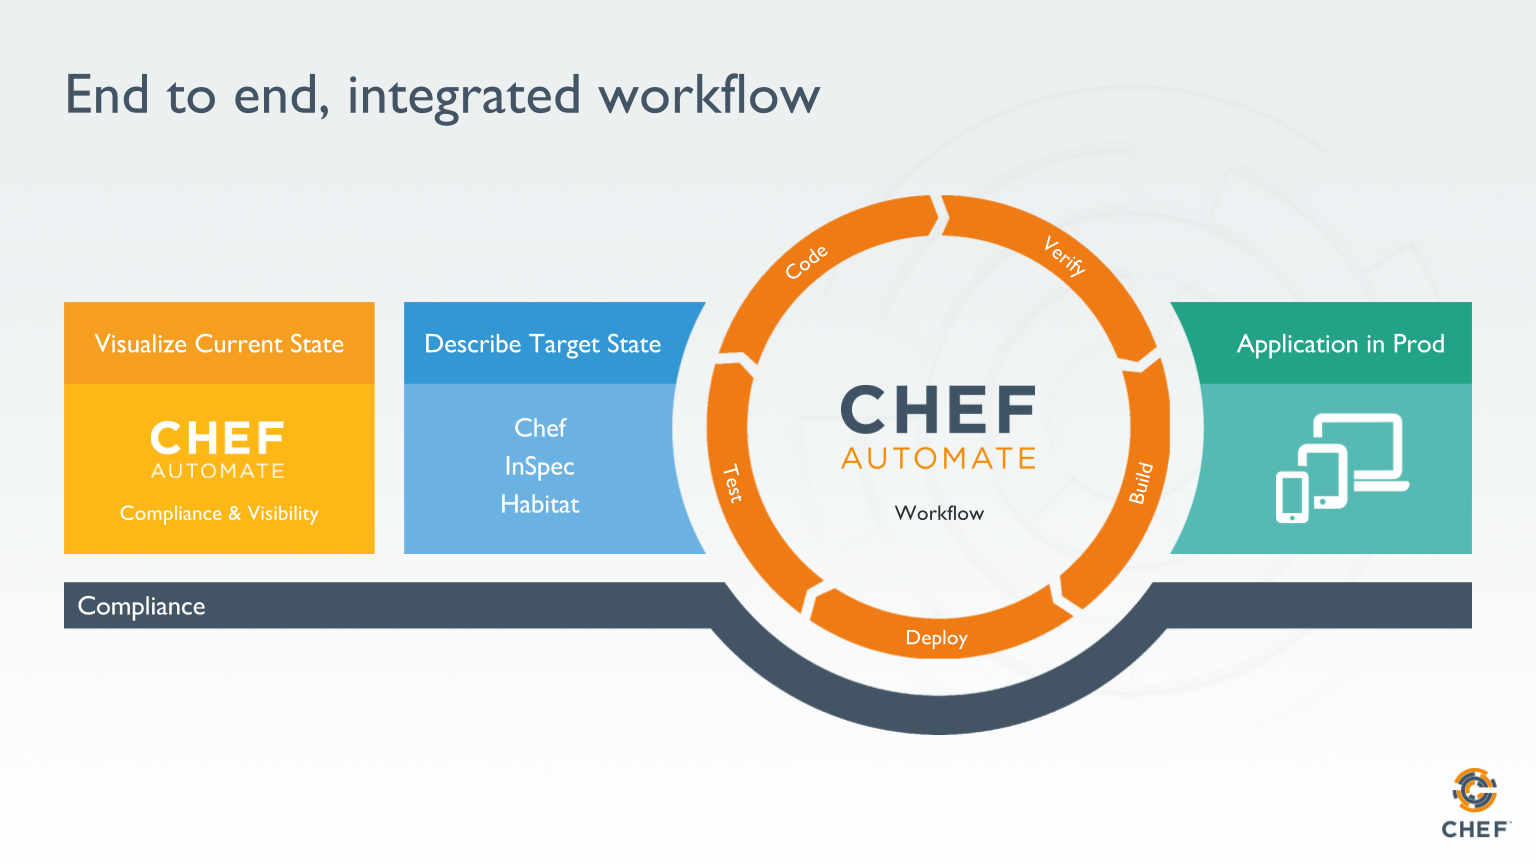 End to end, integrated workflow
Visualize Current State
CHEF
AUTOMATE
Compliance & Visibility
Describe Target State
Chef
InSpec
Habitat
Code
Verify
Build
Deploy
Test
CHEF
AUTOMATE
Workflow
Application in Prod
Compliance
CHEF